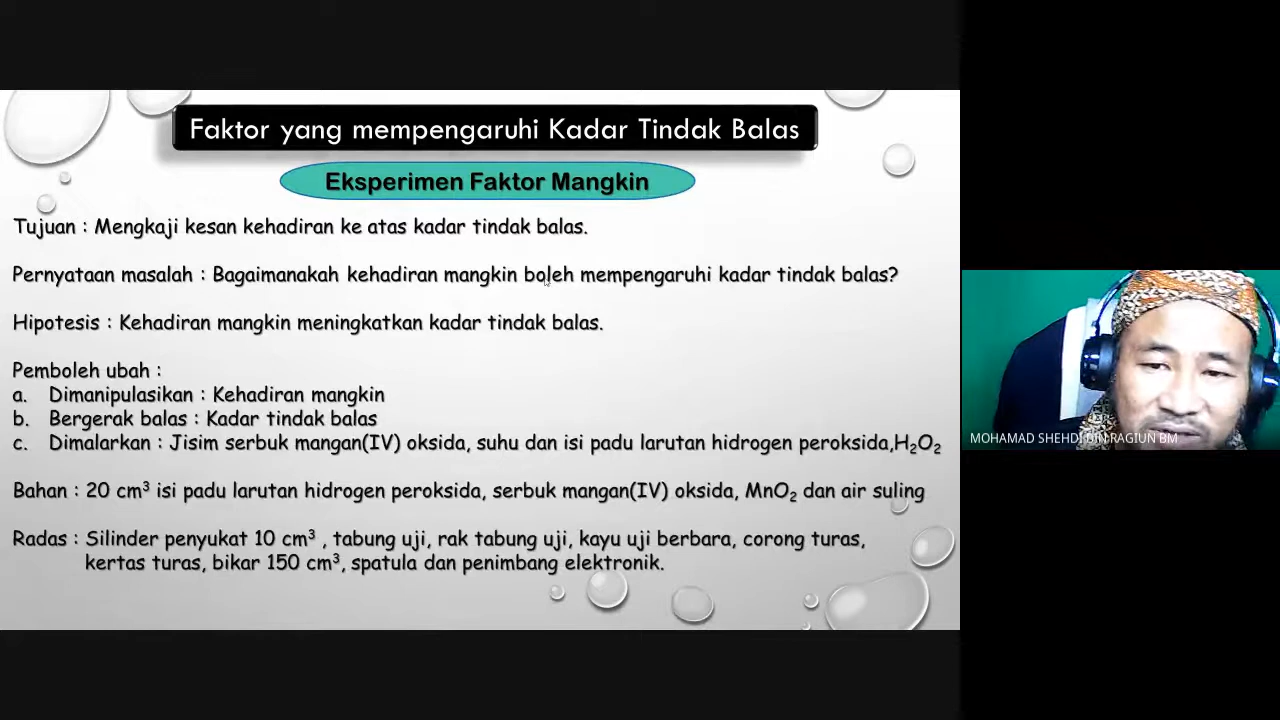 Faktor yang mempengaruhi Kadar Tindak Balas
Eksperimen Faktor Mangkin
Tujuan : Mengkaji kesan kehadiran ke atas kadar tindak balas.
Pernyataan masalah : Bagaimanakah kehadiran mangkin boleh mempengaruhi kadar tindak balas?
Hipotesis : Kehadiran mangkin meningkatkan kadar tindak balas.
Pemboleh ubah :
a. Dimanipulasikan : Kehadiran mangkin
b. Bergerak balas : Kadar tindak balas
c. Dimalarkan : Jisim serbuk mangan(IV) oksida, suhu dan isi padu larutan hidrogen peroksida,H₂O₂
Bahan : 20 cm³ isi padu larutan hidrogen peroksida, serbuk mangan(IV) oksida, MnO₂ dan air suling
Radas : Silinder penyukat 10 cm³ , tabung uji, rak tabung uji, kayu uji berbara, corong turas,
kertas turas, bikar 150 cm³, spatula dan penimbang elektronik.
MOHAMAD SHEHDI BIN RAGIUN BM